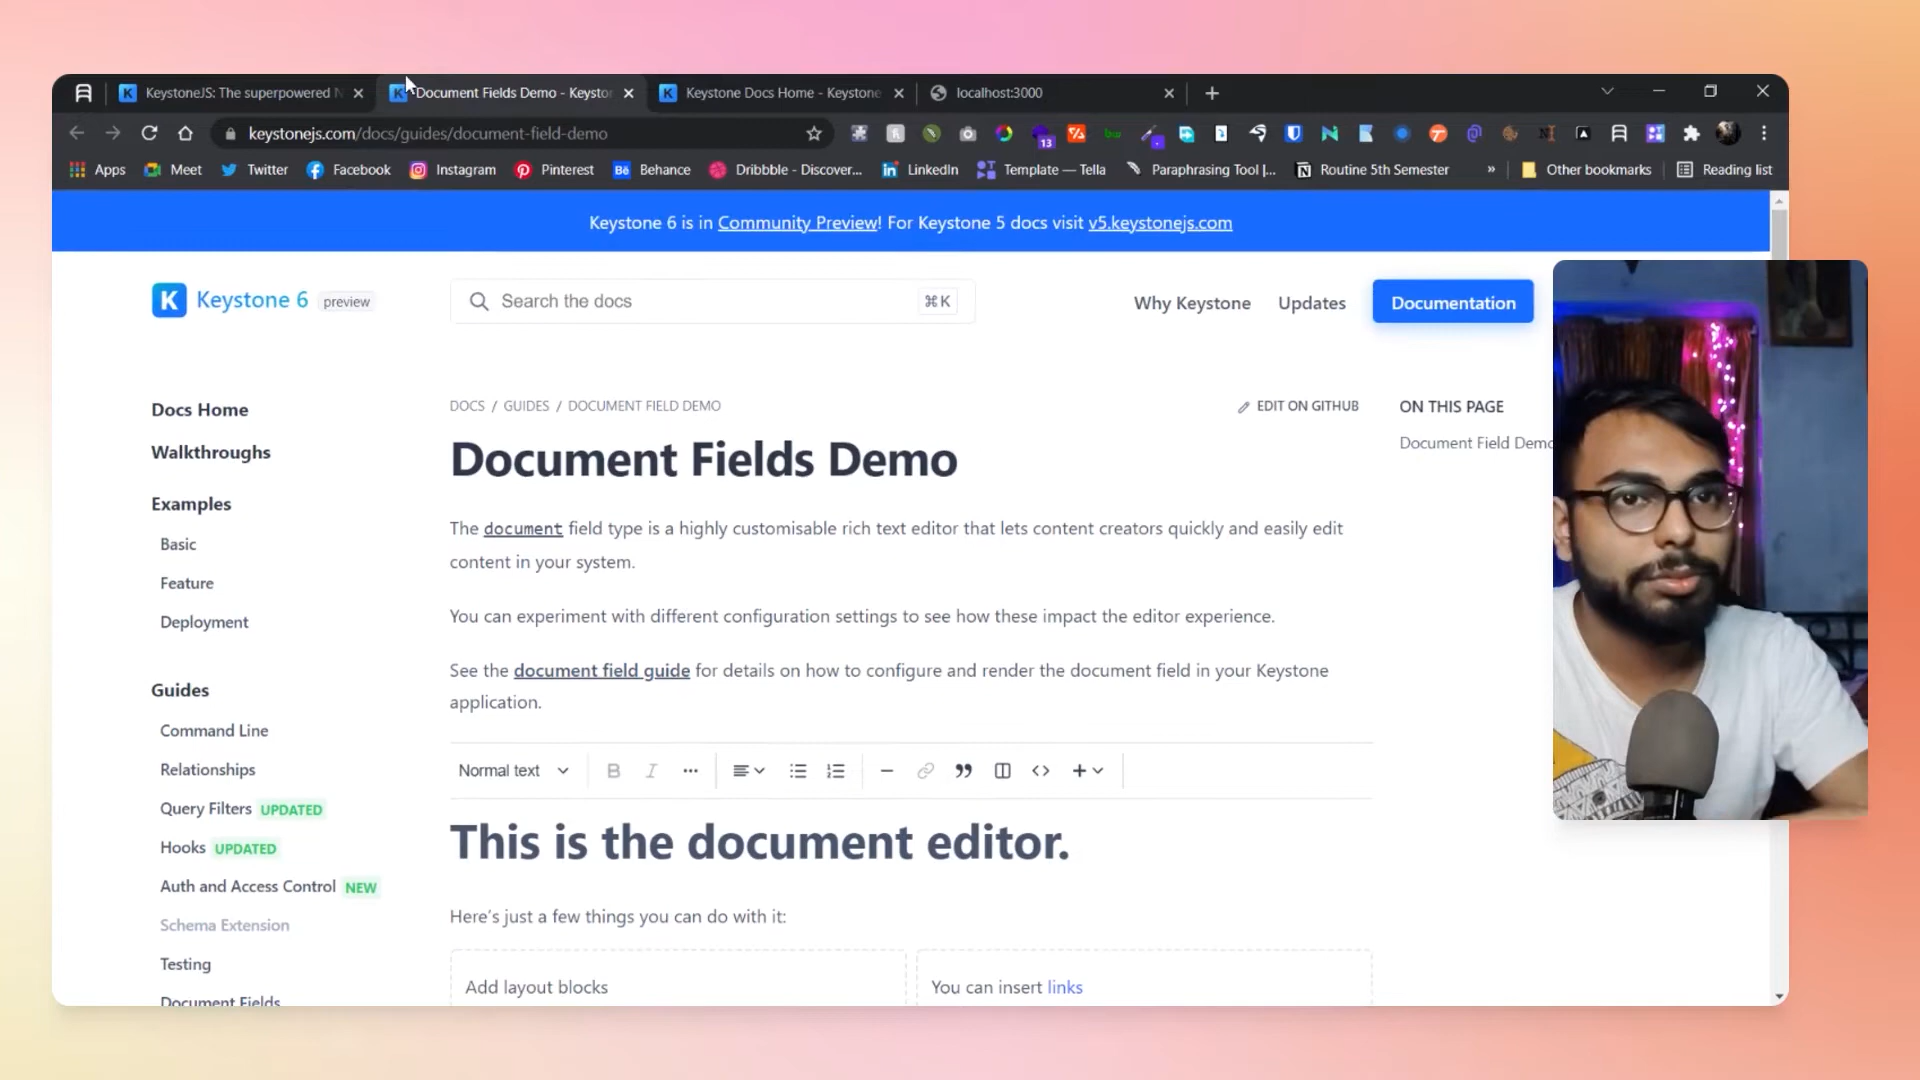 KeystoneJS: The superpowered N
Document Fields Demo - Keysto
Keystone Docs Home - Keystone
localhost:3000
keystonejs.com/docs/guides/document-field-demo
13
Apps
Meet
Twitter
Facebook
Instagram
Pinterest
Behance
Dribbble - Discover...
LinkedIn
Template — Tella
Paraphrasing Tool |...
Routine 5th Semester
»
Other bookmarks
Reading list
Keystone 6 is in Community Preview! For Keystone 5 docs visit v5.keystonejs.com
K
Keystone 6
preview
Search the docs
⌘K
Why Keystone
Updates
Documentation
Docs Home
Walkthroughs
Examples
Basic
Feature
Deployment
Guides
Command Line
Relationships
Query Filters UPDATED
Hooks UPDATED
Auth and Access Control NEW
Schema Extension
Testing
Document Fields
DOCS / GUIDES / DOCUMENT FIELD DEMO
EDIT ON GITHUB
Document Fields Demo
The document field type is a highly customisable rich text editor that lets content creators quickly and easily edit
content in your system.
You can experiment with different configuration settings to see how these impact the editor experience.
See the document field guide for details on how to configure and render the document field in your Keystone
application.
Normal text
B
I
This is the document editor.
Here's just a few things you can do with it:
Add layout blocks
You can insert links
ON THIS PAGE
Document Field Demo